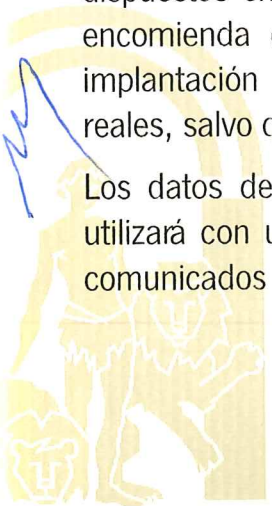 encomienda
implantación
reales, salvo
Los datos de
utilizará con
comunicados